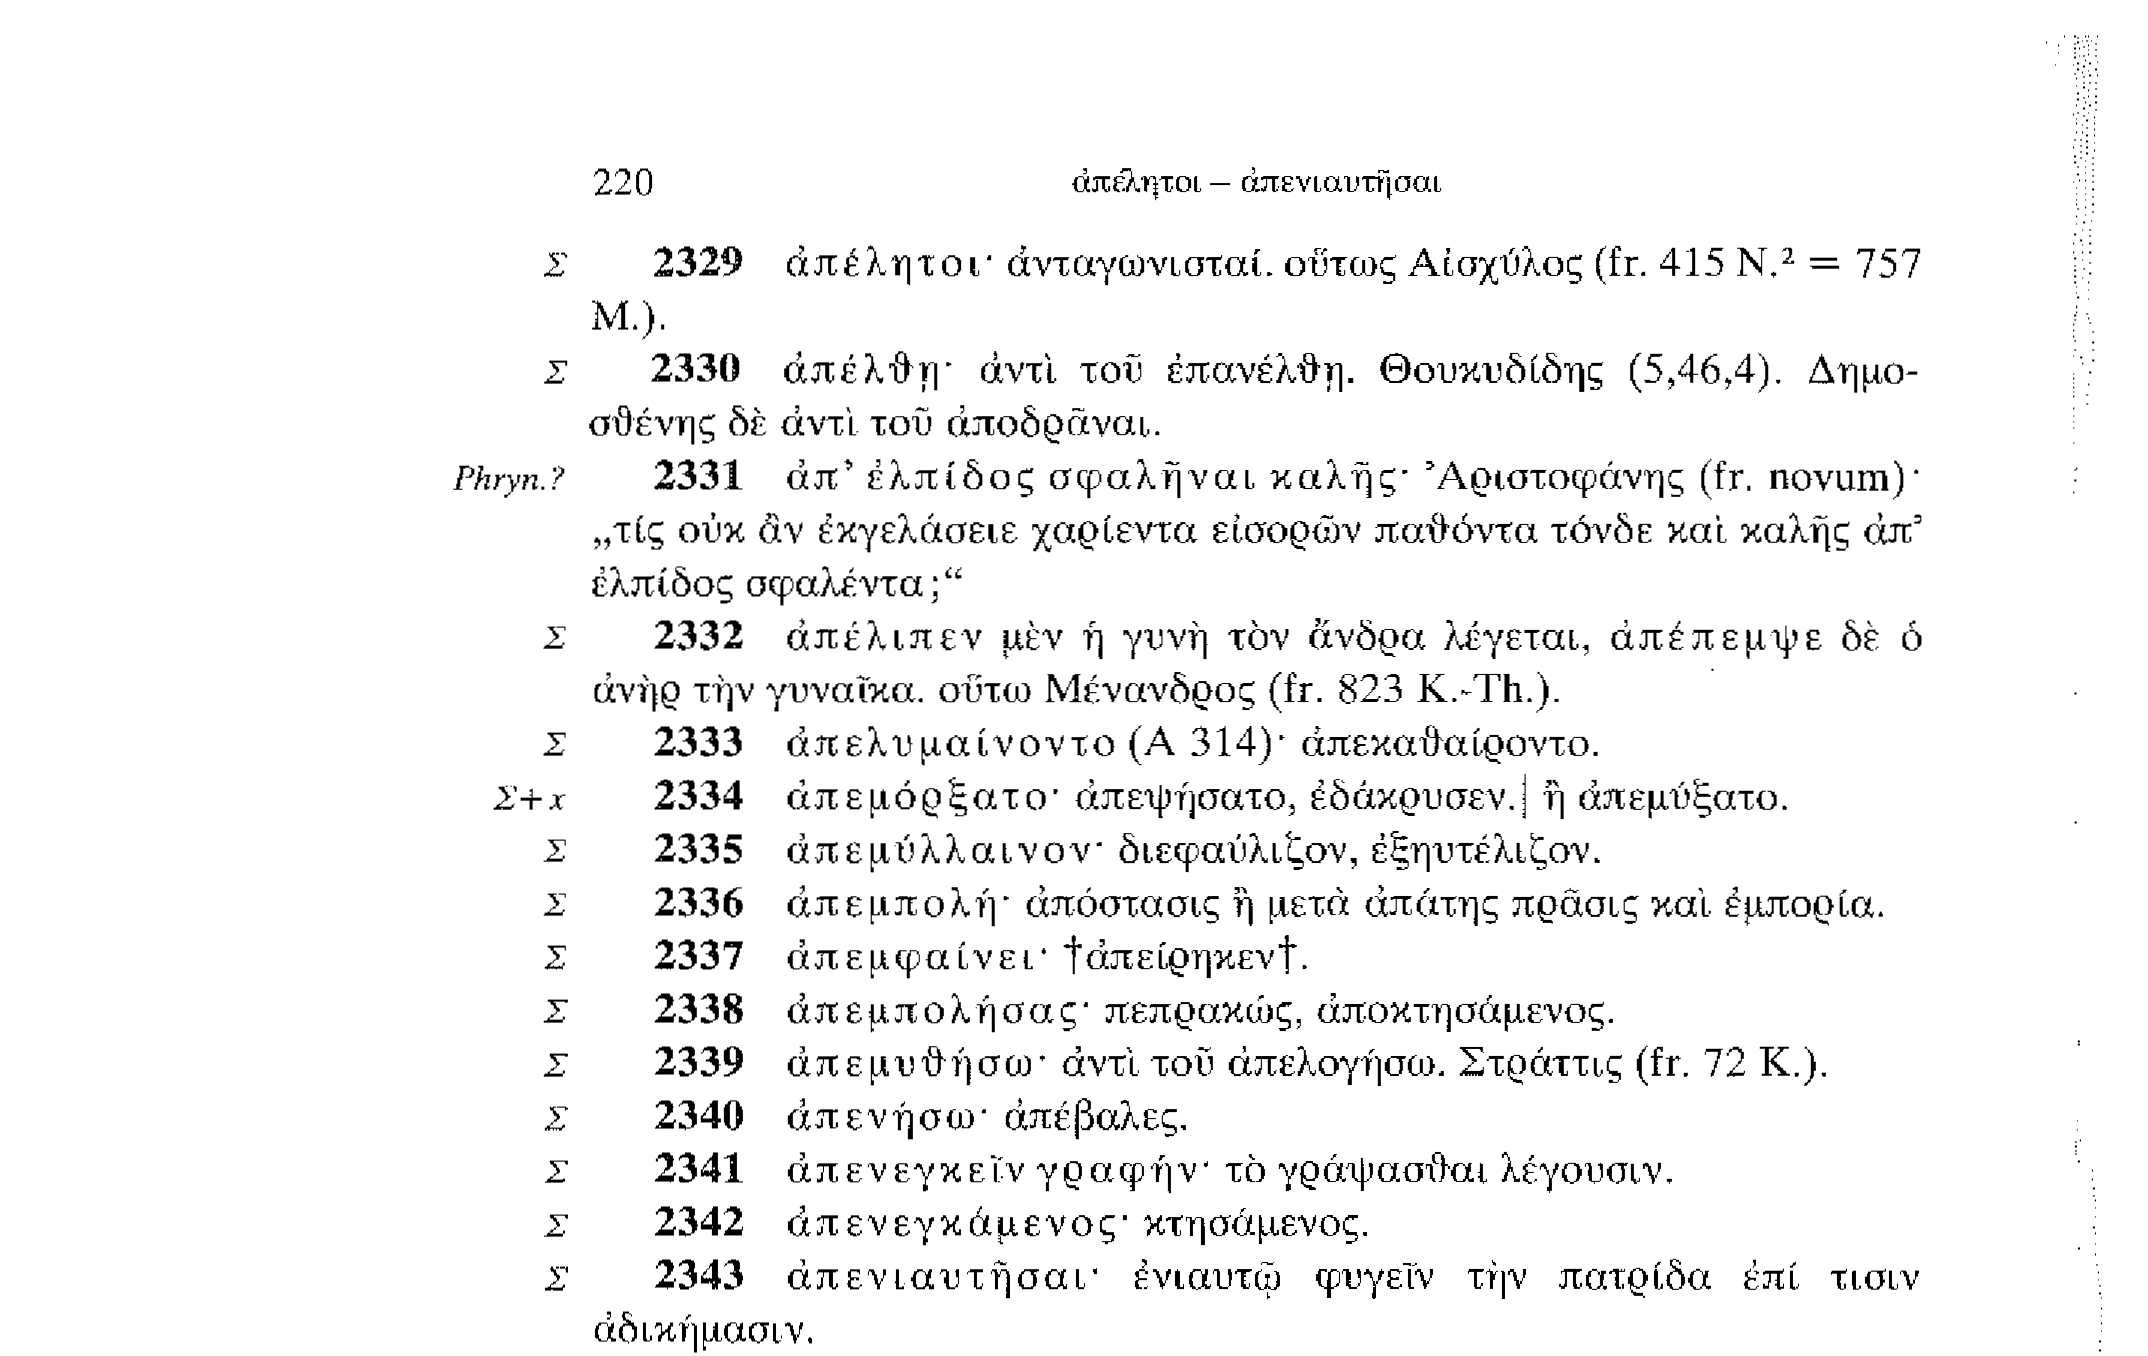 220 ἀπέλητοι – ἀπενιαυτῆσαι
Σ 2329 ἀπέλητοι· ἀνταγωνισταί. οὕτως Αἰσχύλος (fr. 415 N.² = 757
M.).
Σ 2330 ἀπέλθῃ· ἀντὶ τοῦ ἐπανέλθῃ. Θουκυδίδης (5,46,4). Δημο-
σθένης δὲ ἀντὶ τοῦ ἀποδρᾶναι.
Phryn.? 2331 ἀπ’ ἐλπίδος σφαλῆναι καλῆς· Ἀριστοφάνης (fr. novum)·
„τίς οὐκ ἂν ἐκγελάσειε χαρίεντα εἰσορῶν παθόντα τόνδε καὶ καλῆς ἀπ’
ἐλπίδος σφαλέντα;“
Σ 2332 ἀπέλιπεν μὲν ἡ γυνὴ τὸν ἄνδρα λέγεται, ἀπέπεμψε δὲ ὁ
ἀνὴρ τὴν γυναῖκα. οὕτω Μένανδρος (fr. 823 K.-Th.).
Σ 2333 ἀπελυμαίνοντο (A 314)· ἀπεκαθαίροντο.
Σ+x 2334 ἀπεμόρξατο· ἀπεψήσατο, ἐδάκρυσεν.| ἢ ἀπεμύξατο.
Σ 2335 ἀπεμύλλαινον· διεφαύλιζον, ἐξηυτέλιζον.
Σ 2336 ἀπεμπολή· ἀπόστασις ἢ μετὰ ἀπάτης πρᾶσις καὶ ἐμπορία.
Σ 2337 ἀπεμφαίνει· †ἀπείρηκεν†.
Σ 2338 ἀπεμπολήσας· πεπρακώς, ἀποκτησάμενος.
Σ 2339 ἀπεμυθήσω· ἀντὶ τοῦ ἀπελογήσω. Στράττις (fr. 72 K.).
Σ 2340 ἀπενήσω· ἀπέβαλες.
Σ 2341 ἀπενεγκεῖν γραφήν· τὸ γράψασθαι λέγουσιν.
Σ 2342 ἀπενεγκάμενος· κτησάμενος.
Σ 2343 ἀπενιαυτῆσαι· ἐνιαυτῷ φυγεῖν τὴν πατρίδα ἐπί τισιν
ἀδικήμασιν.